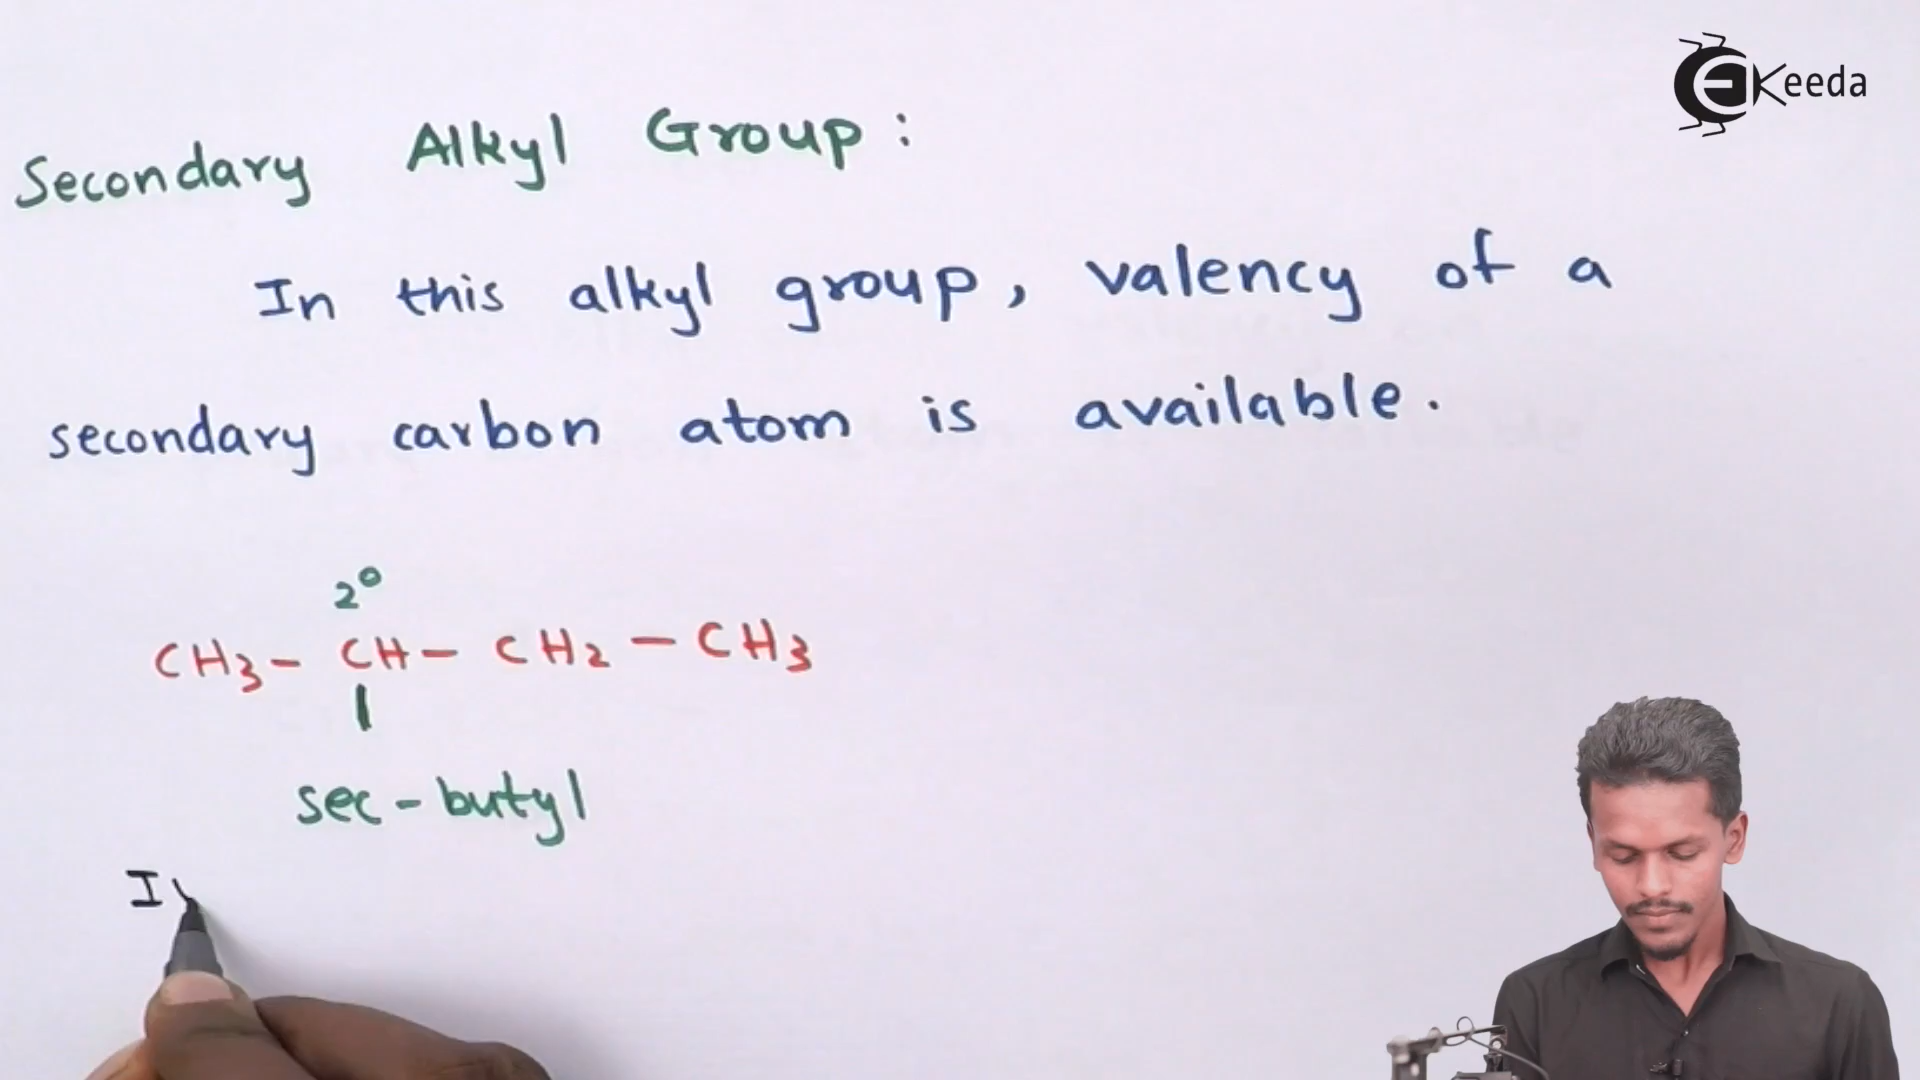 EKeeda
Secondary Alkyl Group :
In this alkyl group, valency of a
secondary carbon atom is available.
2°
CH3 - CH - CH2 - CH3
sec - butyl